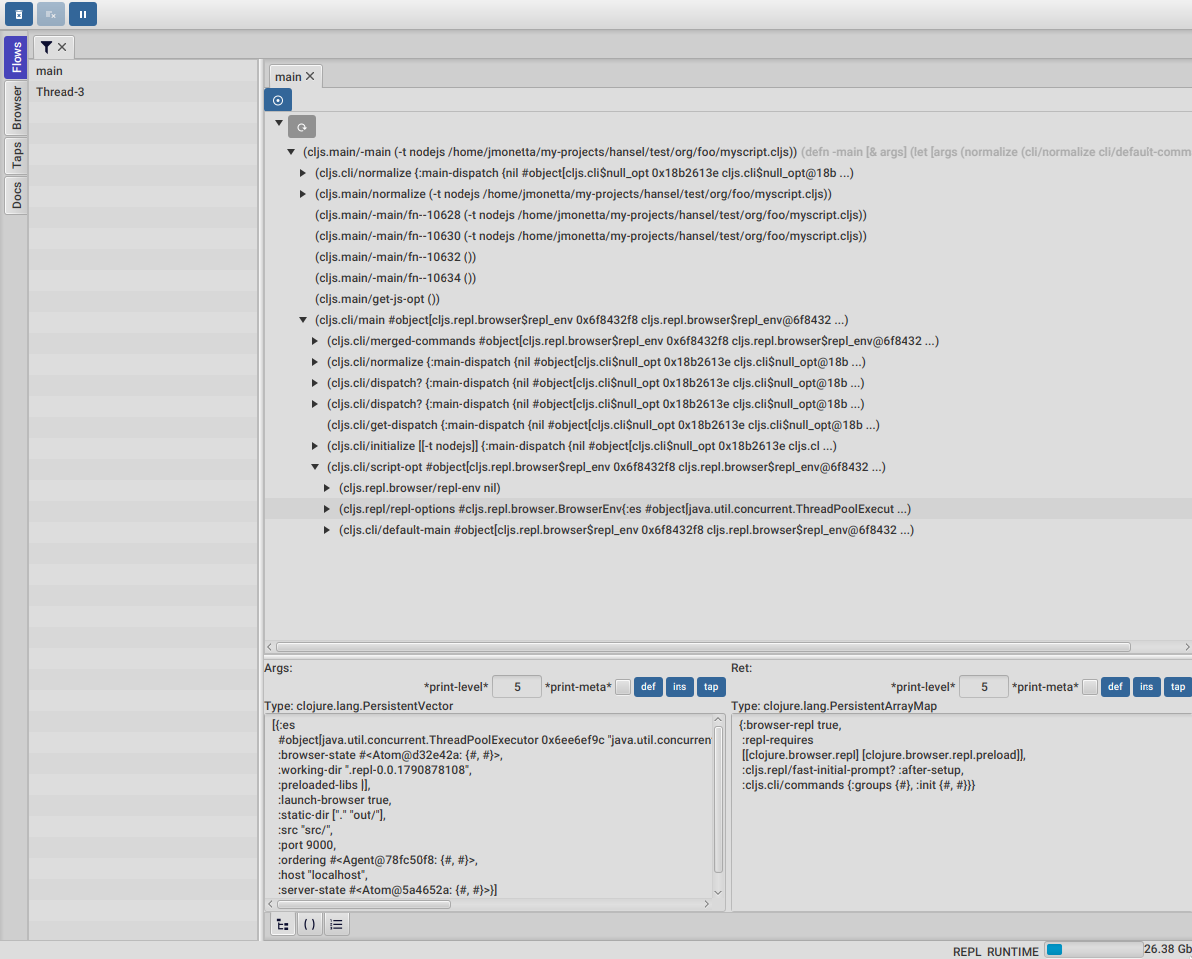 Flows
Browser
Taps
Docs
main
Thread-3
main
(cljs.main/-main (-t nodejs /home/jmonetta/my-projects/hansel/test/org/foo/myscript.cljs)) (defn -main [& args] (let [args (normalize (cli/normalize cli/default-comm
(cljs.cli/normalize {:main-dispatch {nil #object[cljs.cli$null_opt 0x18b2613e cljs.cli$null_opt@18b ...)
(cljs.main/normalize (-t nodejs /home/jmonetta/my-projects/hansel/test/org/foo/myscript.cljs))
(cljs.main/-main/fn--10628 (-t nodejs /home/jmonetta/my-projects/hansel/test/org/foo/myscript.cljs))
(cljs.main/-main/fn--10630 (-t nodejs /home/jmonetta/my-projects/hansel/test/org/foo/myscript.cljs))
(cljs.main/-main/fn--10632 ())
(cljs.main/-main/fn--10634 ())
(cljs.main/get-js-opt ())
(cljs.cli/main #object[cljs.repl.browser$repl_env 0x6f8432f8 cljs.repl.browser$repl_env@6f8432 ...)
(cljs.cli/merged-commands #object[cljs.repl.browser$repl_env 0x6f8432f8 cljs.repl.browser$repl_env@6f8432 ...)
(cljs.cli/normalize {:main-dispatch {nil #object[cljs.cli$null_opt 0x18b2613e cljs.cli$null_opt@18b ...)
(cljs.cli/dispatch? {:main-dispatch {nil #object[cljs.cli$null_opt 0x18b2613e cljs.cli$null_opt@18b ...)
(cljs.cli/dispatch? {:main-dispatch {nil #object[cljs.cli$null_opt 0x18b2613e cljs.cli$null_opt@18b ...)
(cljs.cli/get-dispatch {:main-dispatch {nil #object[cljs.cli$null_opt 0x18b2613e cljs.cli$null_opt@18b ...)
(cljs.cli/initialize [[-t nodejs]] {:main-dispatch {nil #object[cljs.cli$null_opt 0x18b2613e cljs.cl ...)
(cljs.cli/script-opt #object[cljs.repl.browser$repl_env 0x6f8432f8 cljs.repl.browser$repl_env@6f8432 ...)
(cljs.repl.browser/repl-env nil)
(cljs.repl/repl-options #cljs.repl.browser.BrowserEnv{:es #object[java.util.concurrent.ThreadPoolExecut ...)
(cljs.cli/default-main #object[cljs.repl.browser$repl_env 0x6f8432f8 cljs.repl.browser$repl_env@6f8432 ...)
Args:
*print-level* 5 *print-meta* def ins tap
Type: clojure.lang.PersistentVector
[{:es
#object[java.util.concurrent.ThreadPoolExecutor 0x6ee6ef9c "java.util.concurrent
:browser-state #<Atom@d32e42a: {#, #}>,
:working-dir ".repl-0.0.1790878108",
:preloaded-libs [],
:launch-browser true,
:static-dir ["." "out/"],
:src "src/",
:port 9000,
:ordering #<Agent@78fc50f8: {#, #}>,
:host "localhost",
:server-state #<Atom@5a4652a: {#, #}>}]
Ret:
*print-level* 5 *print-meta* def ins tap
Type: clojure.lang.PersistentArrayMap
{:browser-repl true,
:repl-requires
[[clojure.browser.repl] [clojure.browser.repl.preload]],
:cljs.repl/fast-initial-prompt? :after-setup,
:cljs.cli/commands {:groups {#}, :init {#, #}}}
REPL RUNTIME 26.38 Gb